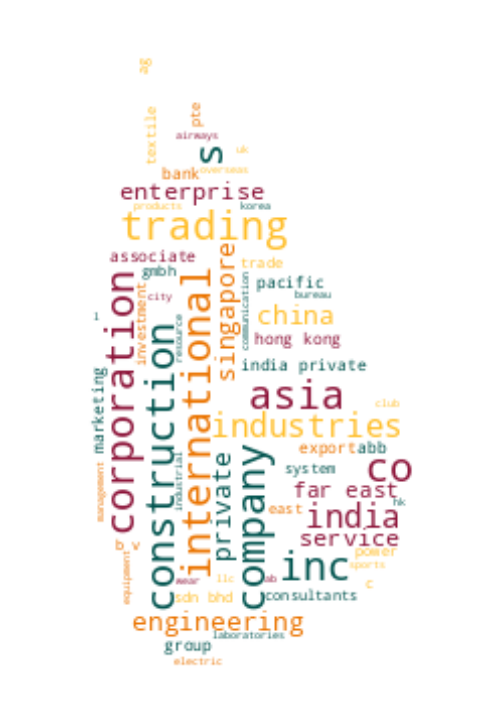 ag
textile
pte
airways
s
uk
bank
overseas
enterprise
products
korea
trading
associate
singapore
trade
gmbh
pacific
corporation
international
investment
city
communication
bureau
china
i
construction
resource
hong kong
india private
marketing
asia
club
industries
export
abb
private
company
system
co
management
industrial
far east
hk
east
india
service
b v
power
equipment
wear
llc
ab
inc
sports
c
sdn bhd
consultants
engineering
laboratories
group
electric